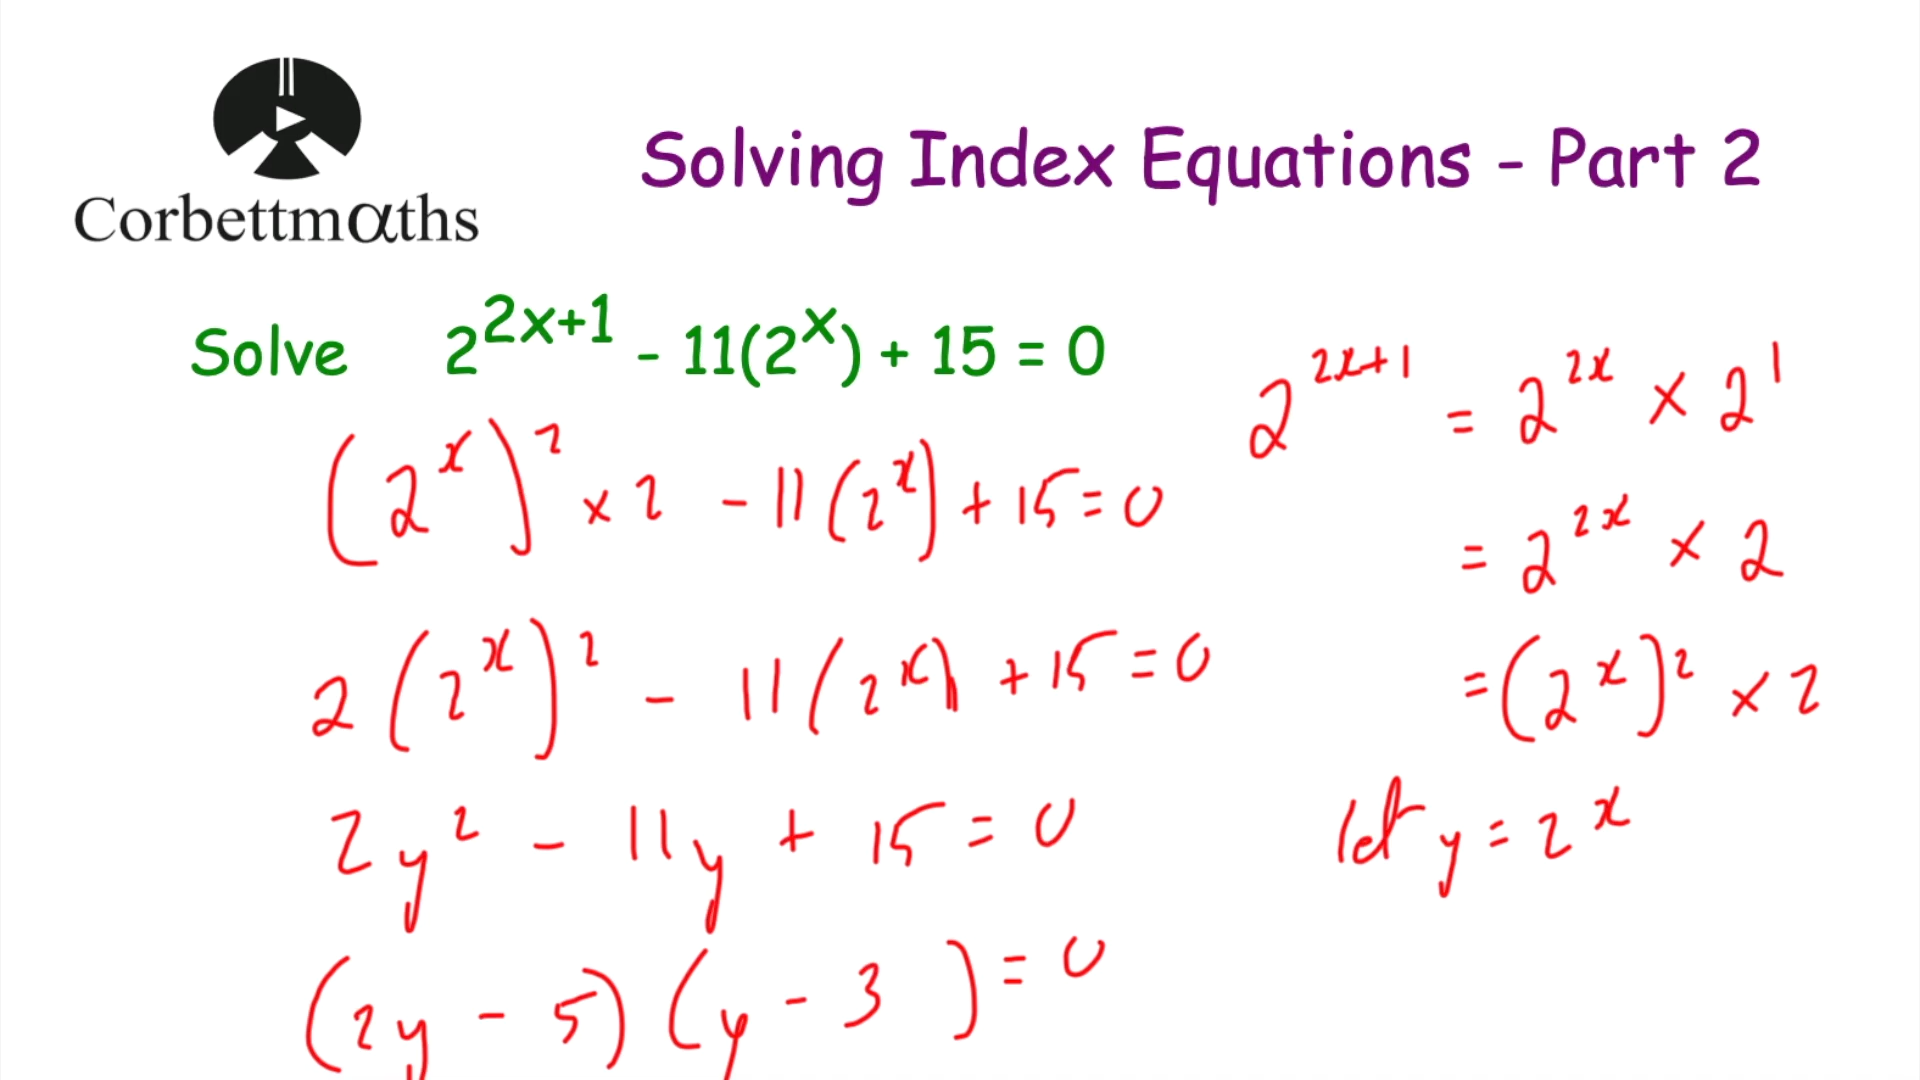 Corbettmαths
Solving Index Equations - Part 2
Solve 2^(2x+1) - 11(2^x) + 15 = 0
(2^x)^2 × 2 - 11(2^x) + 15 = 0
2(2^x)^2 - 11(2^x) + 15 = 0
2y^2 - 11y + 15 = 0
(2y - 5)(y - 3) = 0
2^(2x+1) = 2^(2x) × 2^1
= 2^(2x) × 2
= (2^x)^2 × 2
let y = 2^x